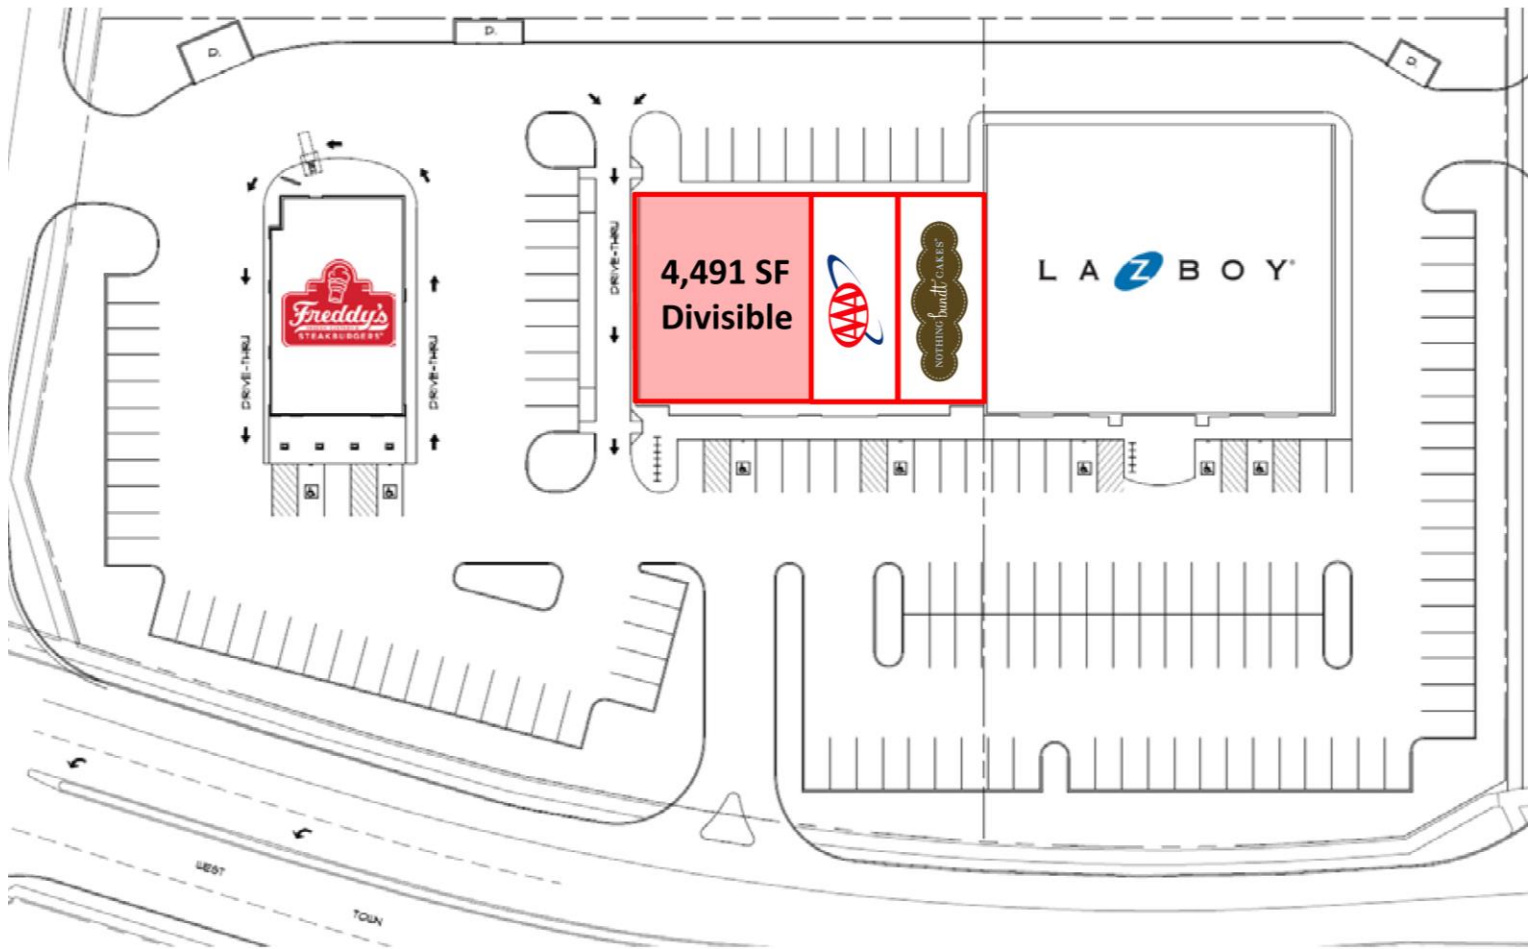 D.
D.
D.
4,491 SF
Divisible
AAA
NOTHING bundt CAKES®
LA Z BOY®
Freddy's
STEAKBURGERS
DRIVE-THRU
DRIVE-THRU
DRIVE-THRU
WEST
TOWN